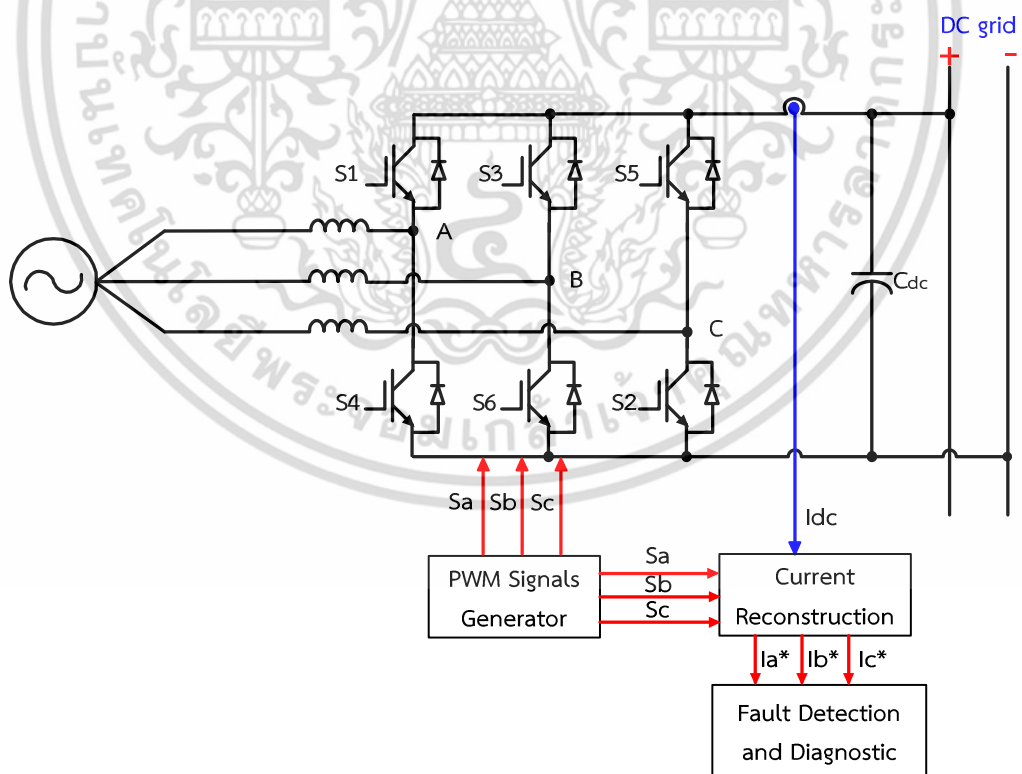 DC grid
+ -
S1
S3
S5
A
B
C
Cdc
S4
S6
S2
Sa
Sb
Sc
Idc
PWM Signals
Generator
Sa
Sb
Sc
Current
Reconstruction
Ia*
Ib*
Ic*
Fault Detection
and Diagnostic